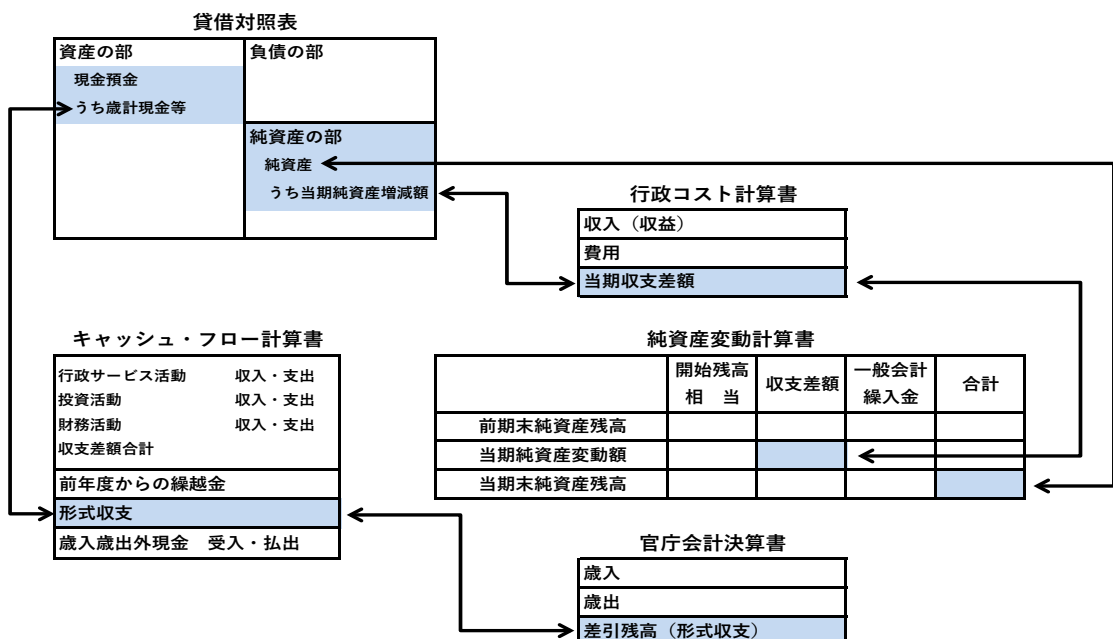 貸借対照表
資産の部
現金預金
うち歳計現金等
負債の部
純資産の部
純資産
うち当期純資産増減額
行政コスト計算書
収入（収益）
費用
当期収支差額
キャッシュ・フロー計算書
行政サービス活動　収入・支出
投資活動　収入・支出
財務活動　収入・支出
収支差額合計
前年度からの繰越金
形式収支
歳入歳出外現金　受入・払出
純資産変動計算書
開始残高
相　当
収支差額
一般会計
繰入金
合計
前期末純資産残高
当期純資産変動額
当期末純資産残高
官庁会計決算書
歳入
歳出
差引残高（形式収支）